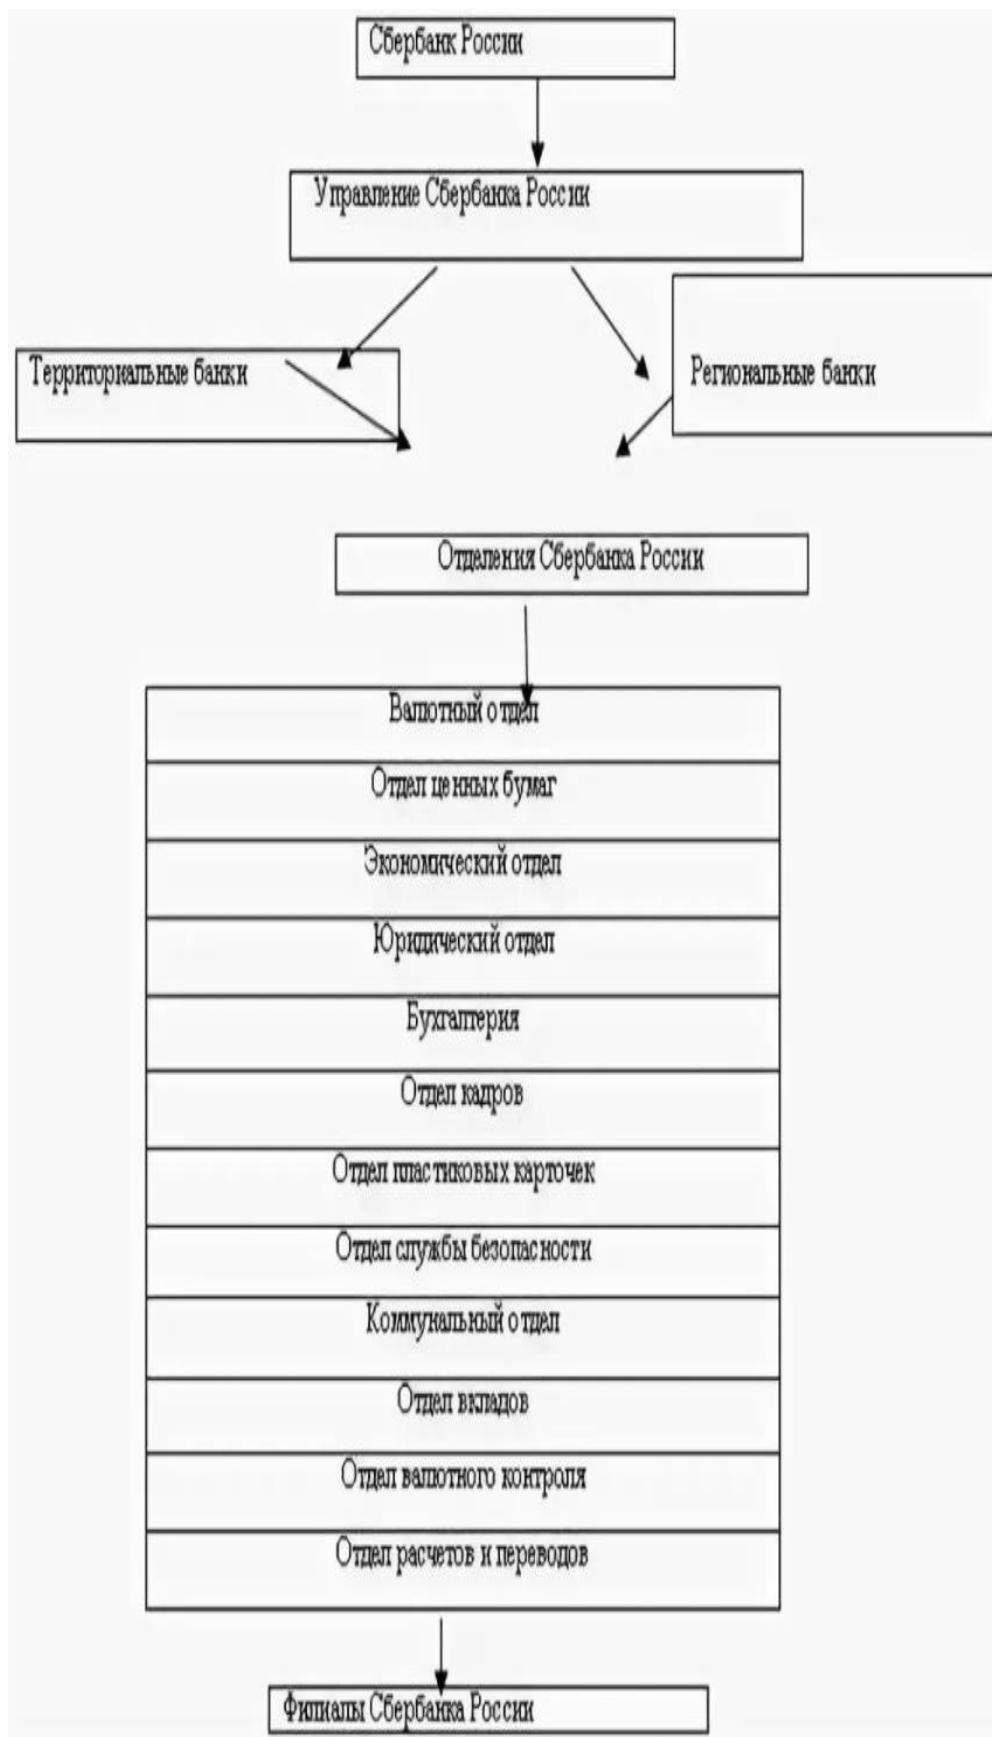 Сбербанк России
Управление Сбербанка России
Территориальные банки
Региональные банки
Отделения Сбербанка России
Валютный отдел
Отдел ценных бумаг
Экономический отдел
Юридический отдел
Бухгалтерия
Отдел кадров
Отдел пластиковых карточек
Отдел службы безопасности
Коммунальный отдел
Отдел вкладов
Отдел валютного контроля
Отдел расчетов и переводов
Филиалы Сбербанка России